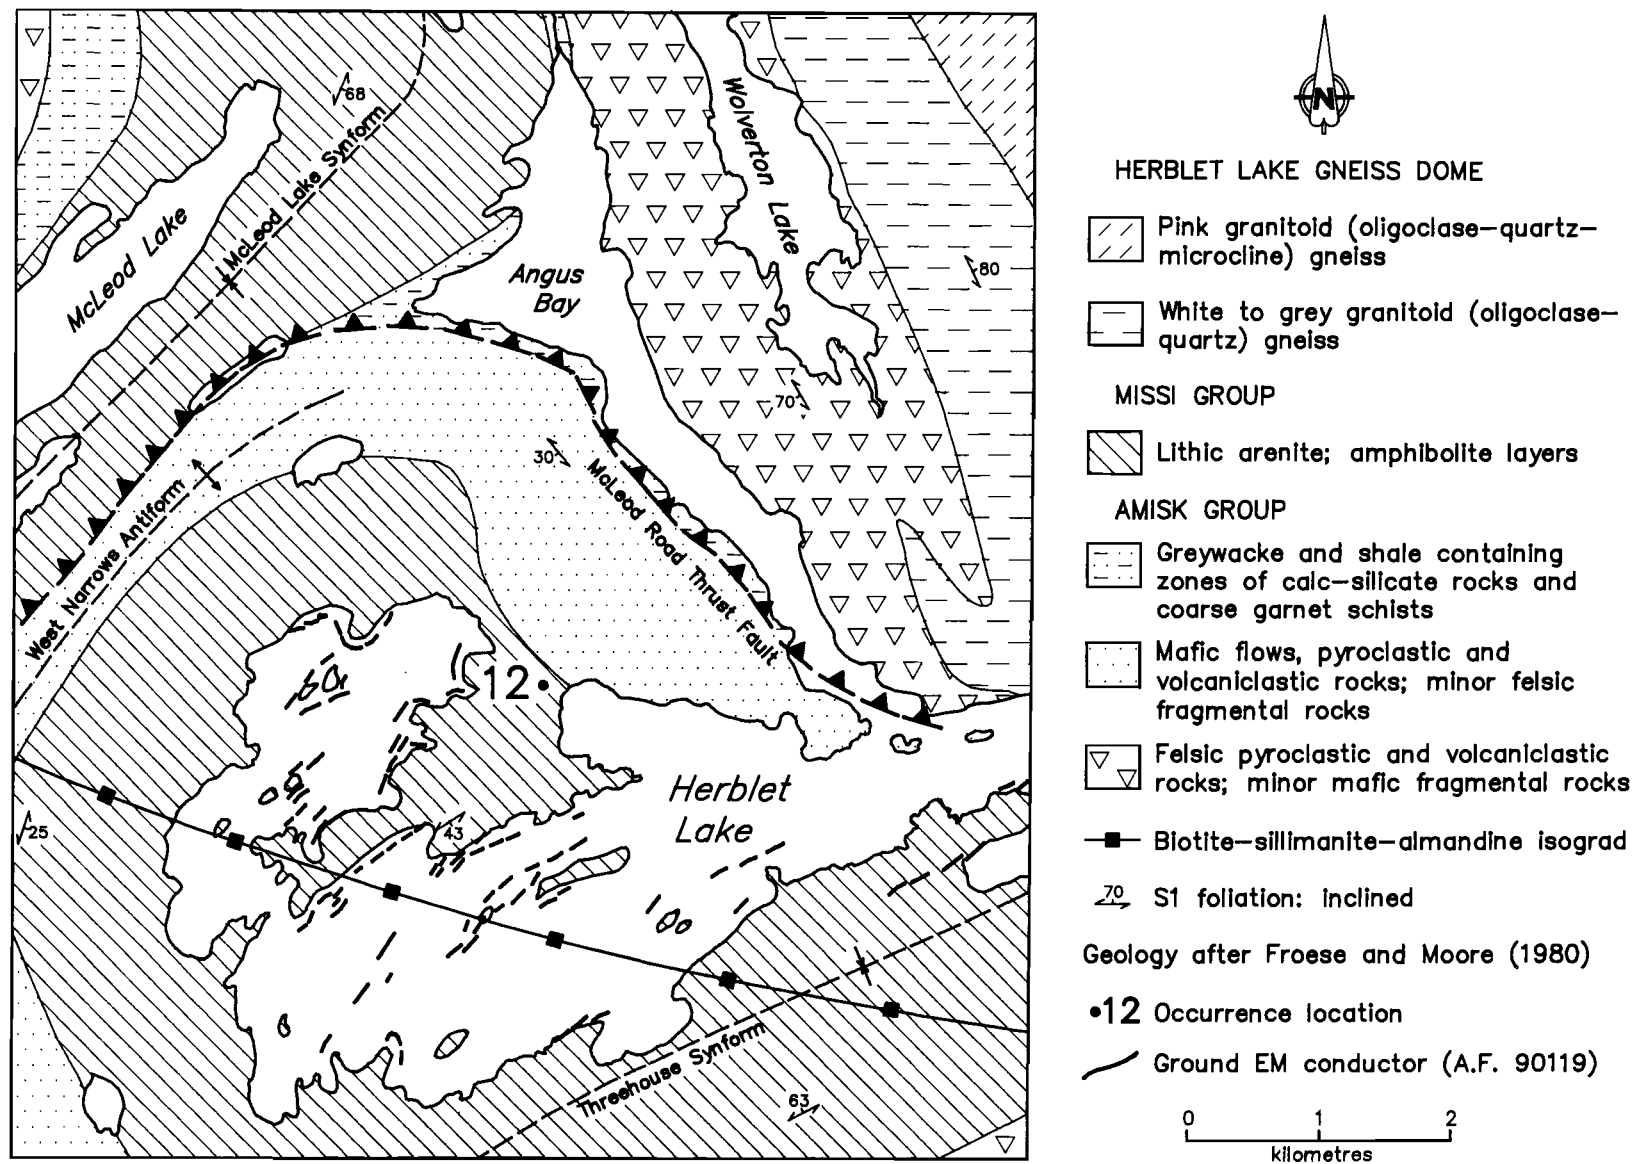 68
McLeod Lake Synform
McLeod Lake
Wolverton Lake
Angus
Bay
80
70
30
West Narrows Antiform
McLeod Road Thrust Fault
12
Herblet
Lake
43
25
Threehouse Synform
63
N
HERBLET LAKE GNEISS DOME
Pink granitoid (oligoclase–quartz–
microcline) gneiss
White to grey granitoid (oligoclase–
quartz) gneiss
MISSI GROUP
Lithic arenite; amphibolite layers
AMISK GROUP
Greywacke and shale containing
zones of calc–silicate rocks and
coarse garnet schists
Mafic flows, pyroclastic and
volcaniclastic rocks; minor felsic
fragmental rocks
Felsic pyroclastic and volcaniclastic
rocks; minor mafic fragmental rocks
Biotite–sillimanite–almandine isograd
70 S1 foliation: inclined
Geology after Froese and Moore (1980)
•12 Occurrence location
Ground EM conductor (A.F. 90119)
0 1 2
kilometres